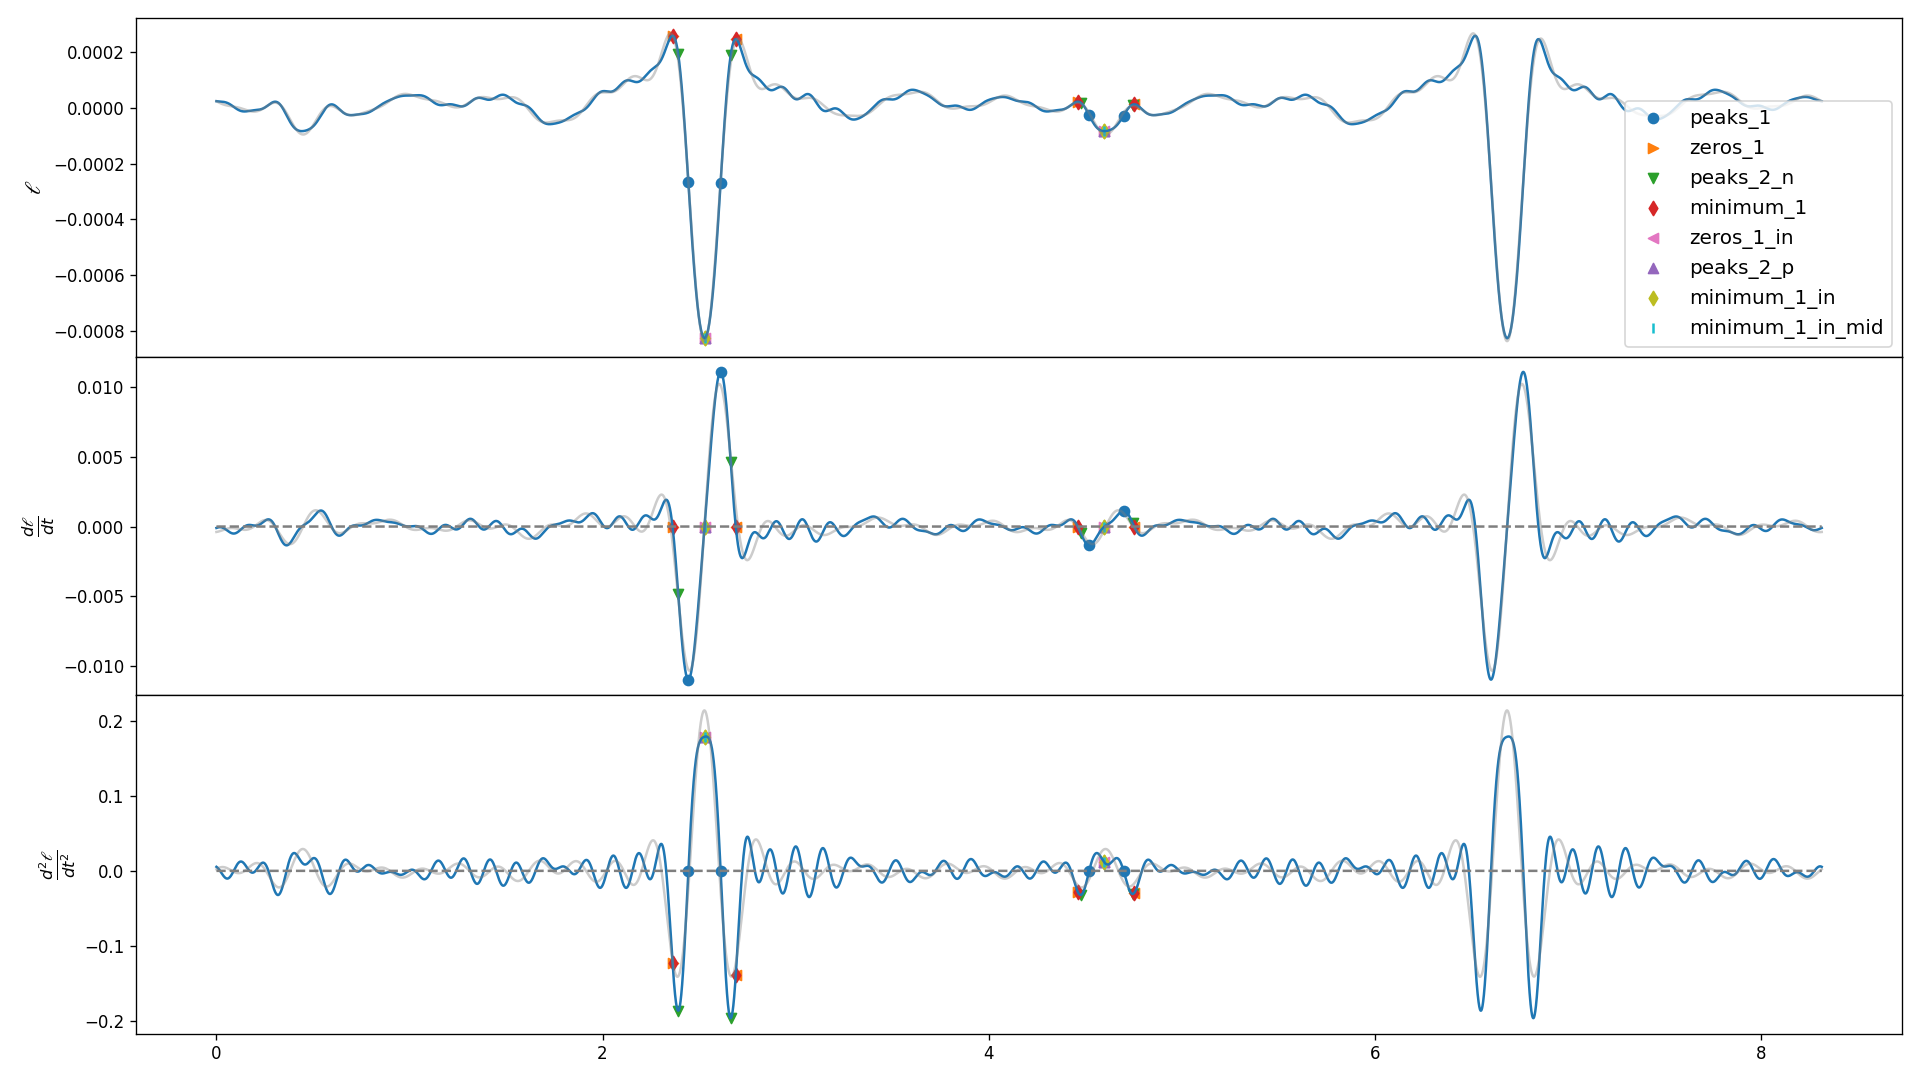 0.0002
0.0000
−0.0002
−0.0004
−0.0006
−0.0008
ℓ
peaks_1
zeros_1
peaks_2_n
minimum_1
zeros_1_in
peaks_2_p
minimum_1_in
minimum_1_in_mid
0.010
0.005
0.000
−0.005
−0.010
dℓ
dt
0.2
0.1
0.0
−0.1
−0.2
d²ℓ
dt²
0 2 4 6 8